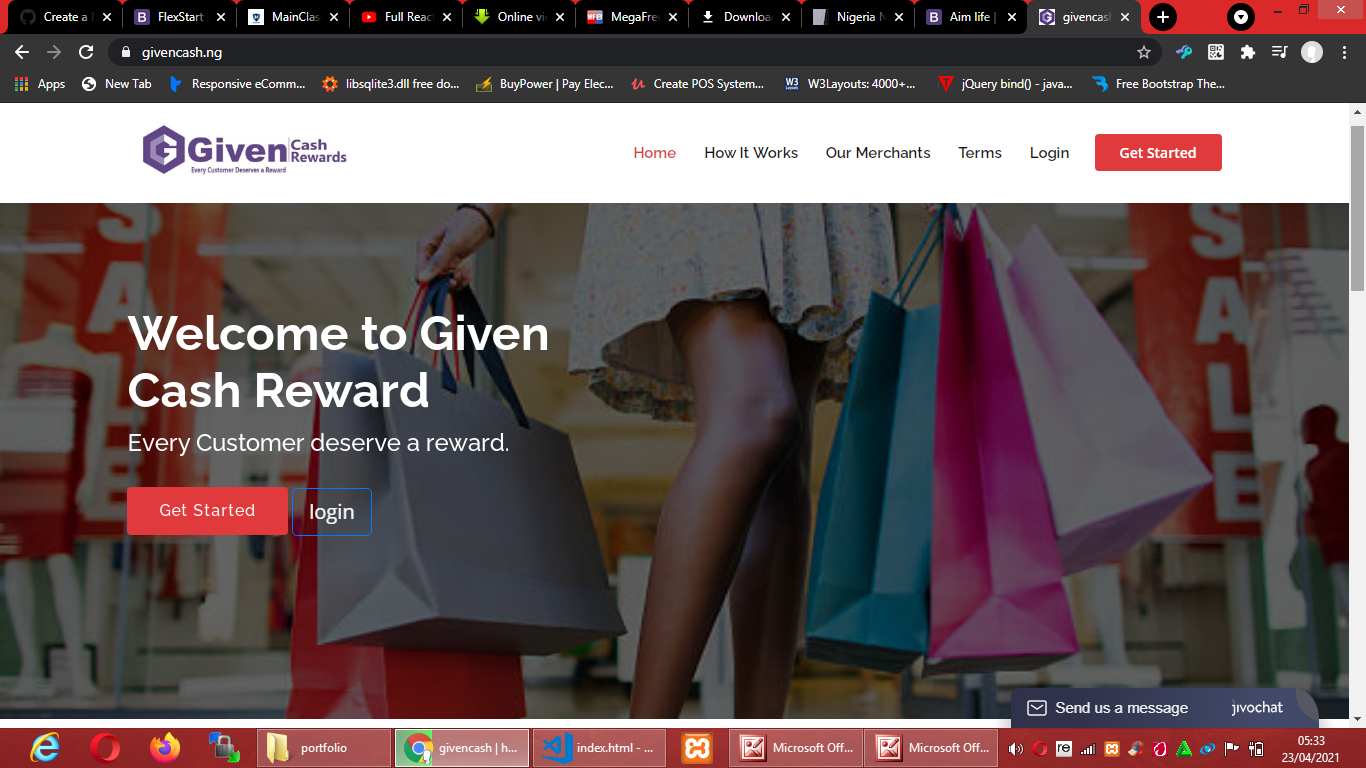 Create a
FlexStart
MainClas
Full Reac
Online vi
MegaFre
Downloa
Nigeria N
Aim life |
givencash
givencash.ng
Apps
New Tab
Responsive eComm...
libsqlite3.dll free do...
BuyPower | Pay Elec...
Create POS System...
W3Layouts: 4000+...
jQuery bind() - java...
Free Bootstrap The...
Given Cash Rewards
Every Customer Deserves a Reward
Home
How It Works
Our Merchants
Terms
Login
Get Started
SALE
SALE
Welcome to Given
Cash Reward
Every Customer deserve a reward.
Get Started
login
Send us a message
jivochat
portfolio
givencash | h...
index.html - ...
Microsoft Off...
Microsoft Off...
05:33
23/04/2021